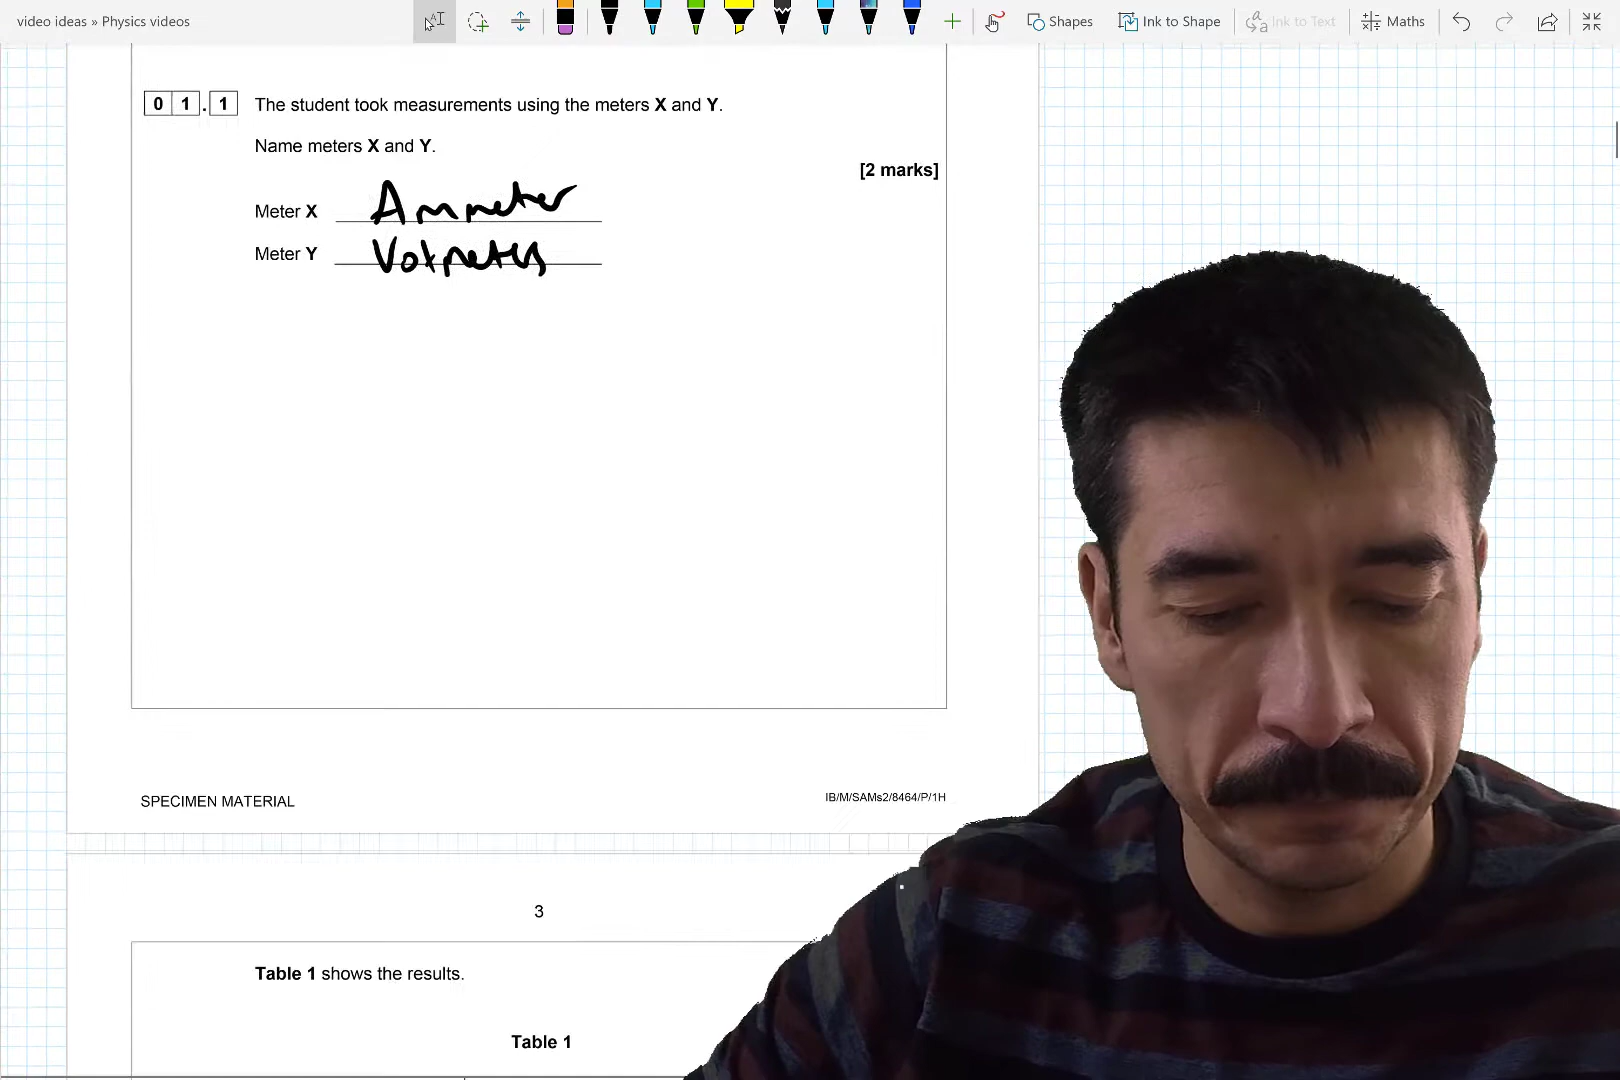 video ideas » Physics videos
Shapes
Ink to Shape
Ink to Text
Maths
0 1 . 1 The student took measurements using the meters X and Y.
Name meters X and Y.
[2 marks]
Meter X Ammeter
Meter Y
SPECIMEN MATERIAL
IB/M/SAMs2/8464/P/1H
3
Table 1 shows the results.
Table 1